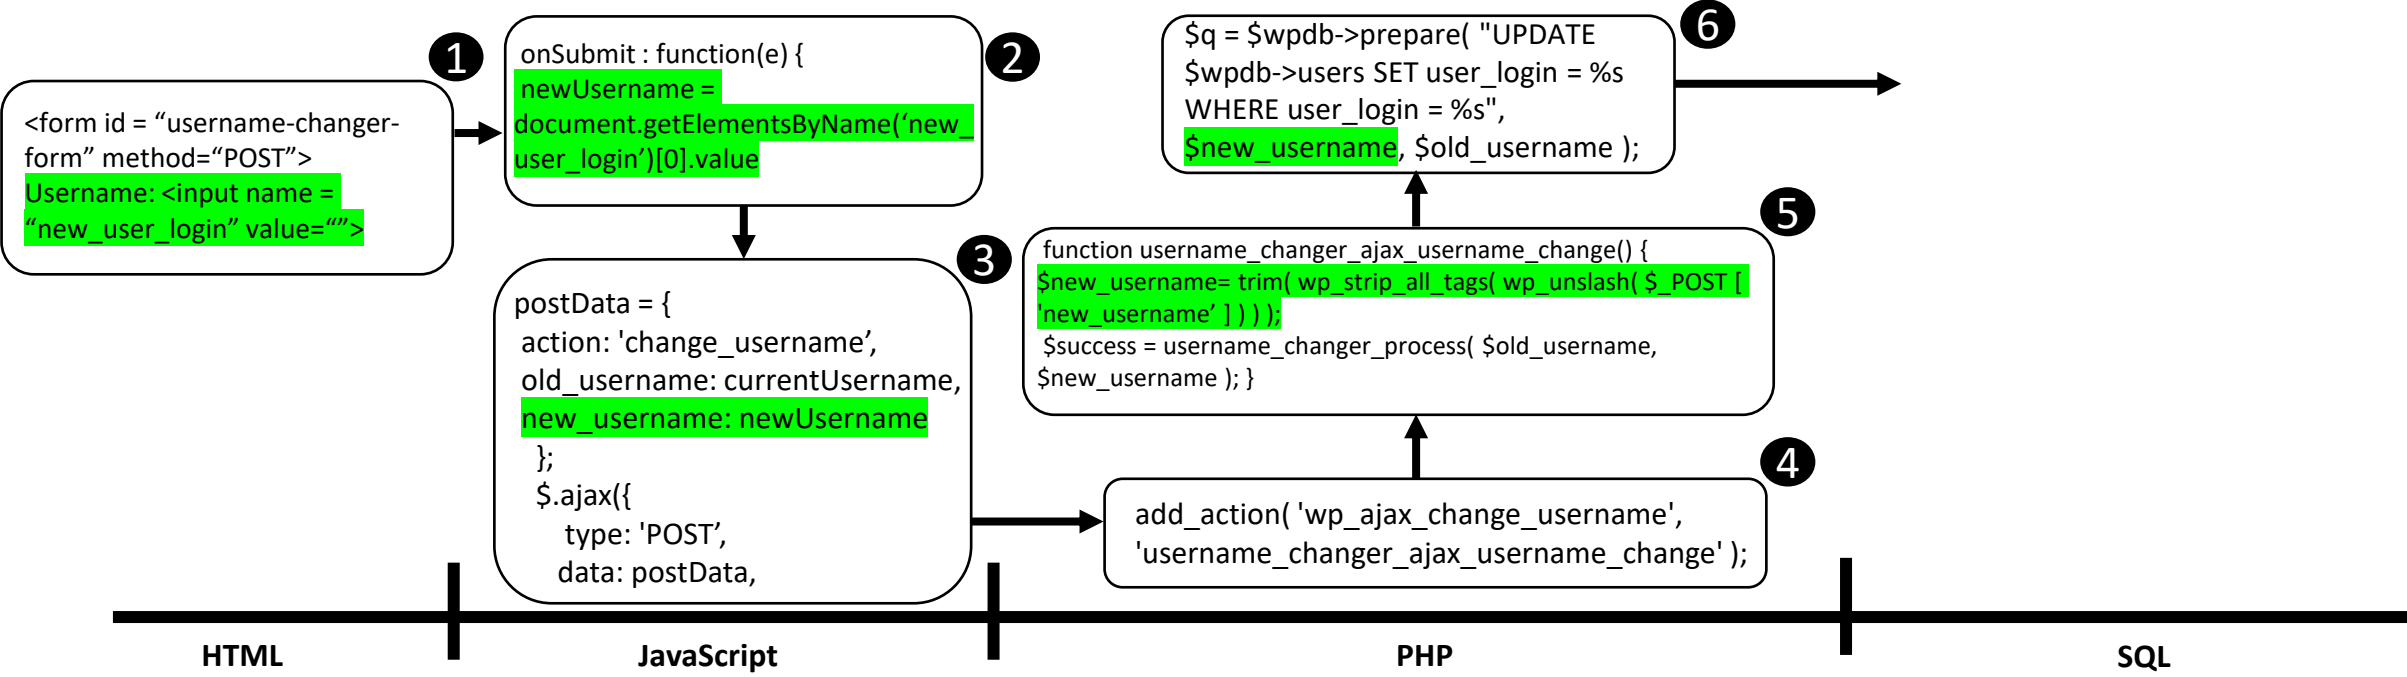 1
<form id = “username-changer-
form” method=“POST”>
Username: <input name =
“new_user_login” value=“”>
2
onSubmit : function(e) {
newUsername =
document.getElementsByName(‘new_
user_login’)[0].value
3
postData = {
action: 'change_username’,
old_username: currentUsername,
new_username: newUsername
};
$.ajax({
type: 'POST’,
data: postData,
4
add_action( 'wp_ajax_change_username',
'username_changer_ajax_username_change' );
5
function username_changer_ajax_username_change() {
$new_username= trim( wp_strip_all_tags( wp_unslash( $_POST [
'new_username’ ] ) ) );
$success = username_changer_process( $old_username,
$new_username ); }
6
$q = $wpdb->prepare( "UPDATE
$wpdb->users SET user_login = %s
WHERE user_login = %s",
$new_username, $old_username );
HTML
JavaScript
PHP
SQL